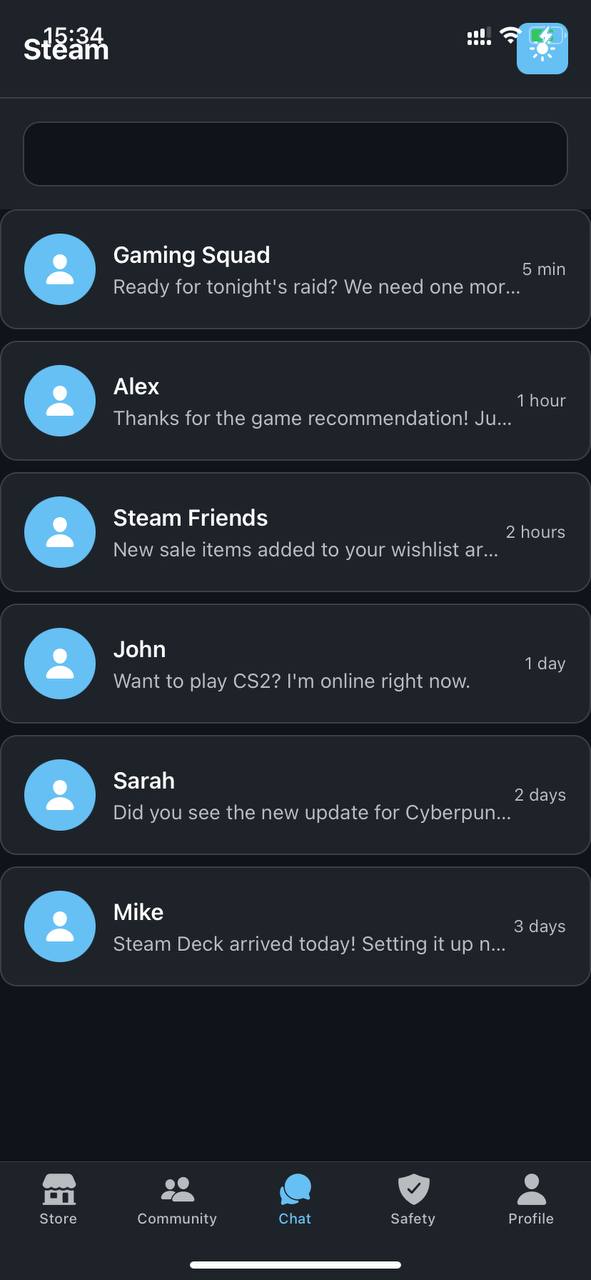 15:34
Steam
Gaming Squad
Ready for tonight's raid? We need one mor...
5 min
Alex
Thanks for the game recommendation! Ju...
1 hour
Steam Friends
New sale items added to your wishlist ar...
2 hours
John
Want to play CS2? I'm online right now.
1 day
Sarah
Did you see the new update for Cyberpun...
2 days
Mike
Steam Deck arrived today! Setting it up n...
3 days
Store
Community
Chat
Safety
Profile